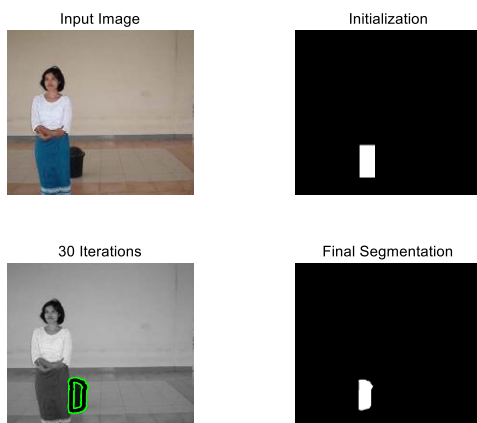 Input Image
Initialization
30 Iterations
Final Segmentation